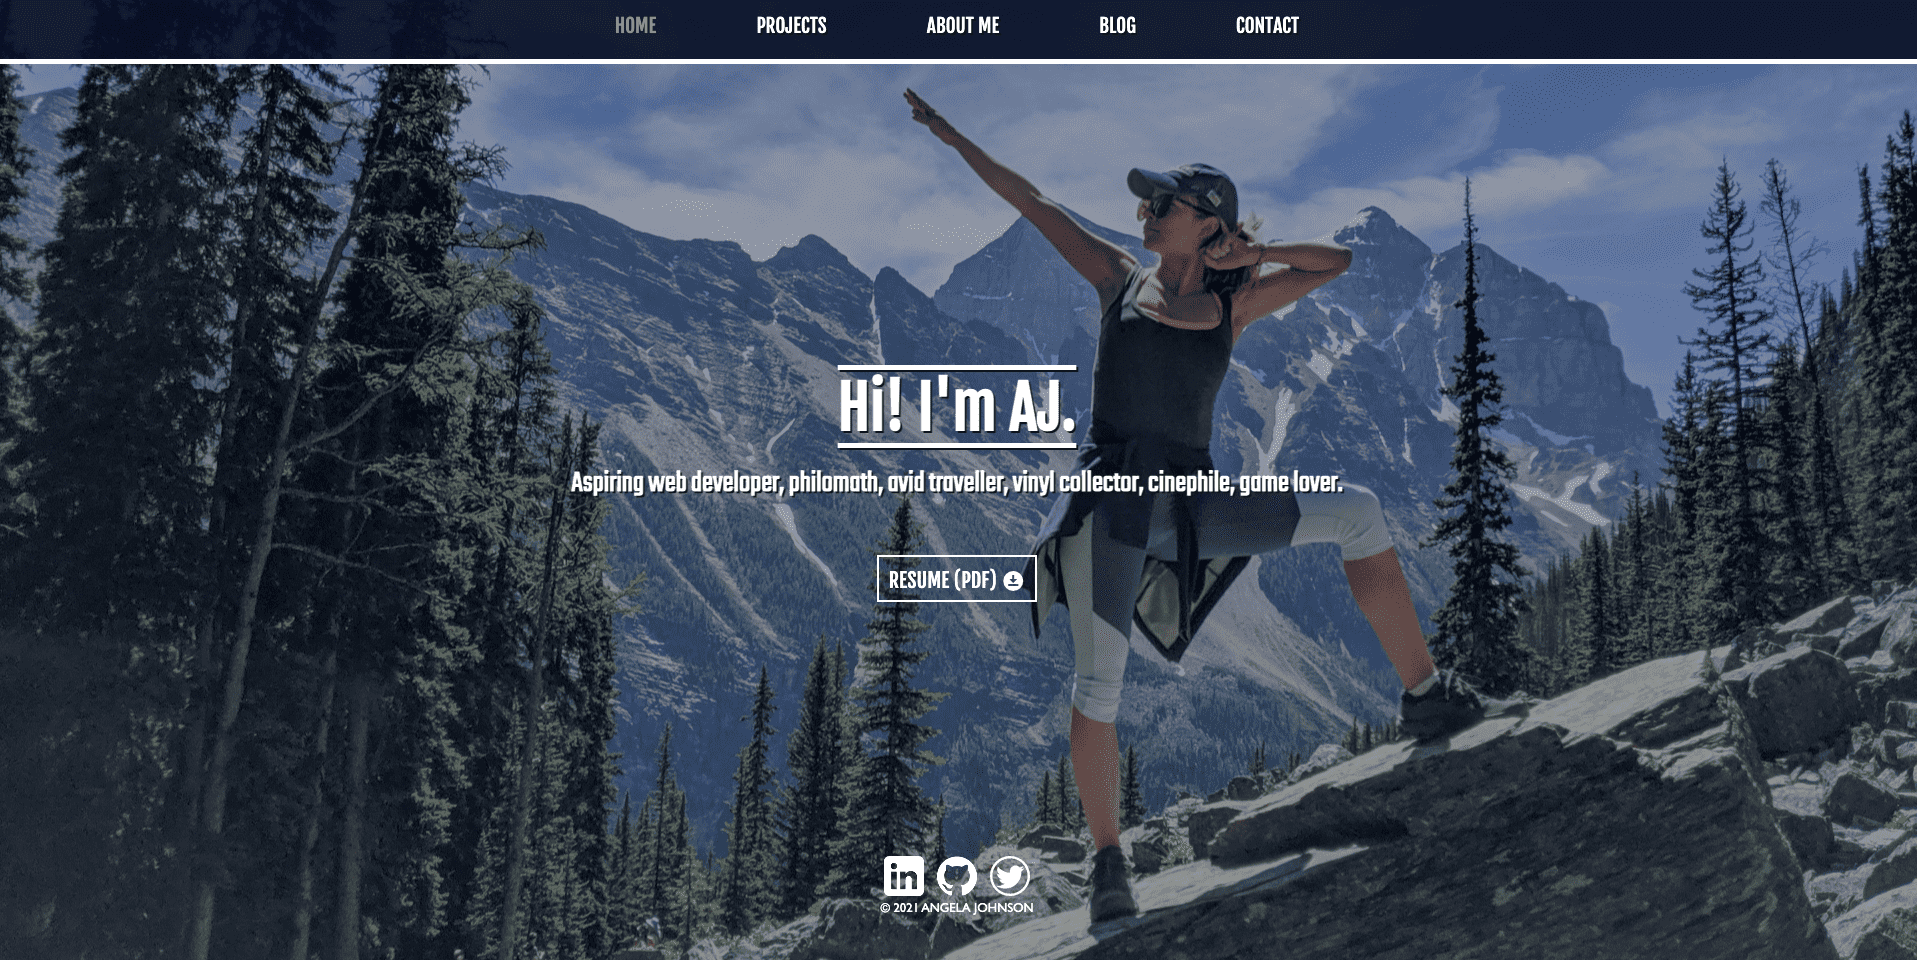 HOME PROJECTS ABOUT ME BLOG CONTACT
Hi! I'm AJ.
Aspiring web developer, philomath, avid traveller, vinyl collector, cinephile, game lover.
RESUME (PDF)
in
© 2021 ANGELA JOHNSON